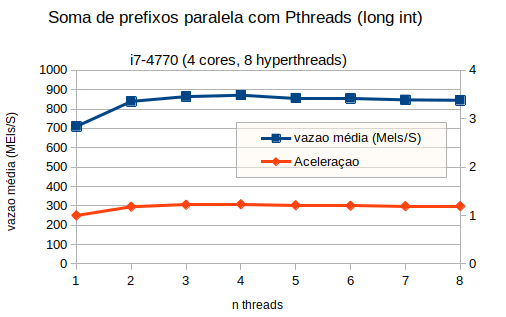 Soma de prefixos paralela com Pthreads (long int)
i7-4770 (4 cores, 8 hyperthreads)
vazao média (MEls/S)
1000
900
800
700
600
500
400
300
200
100
0
4
3
2
1
0
vazao média (Mels/S)
Aceleraçao
1 2 3 4 5 6 7 8
n threads